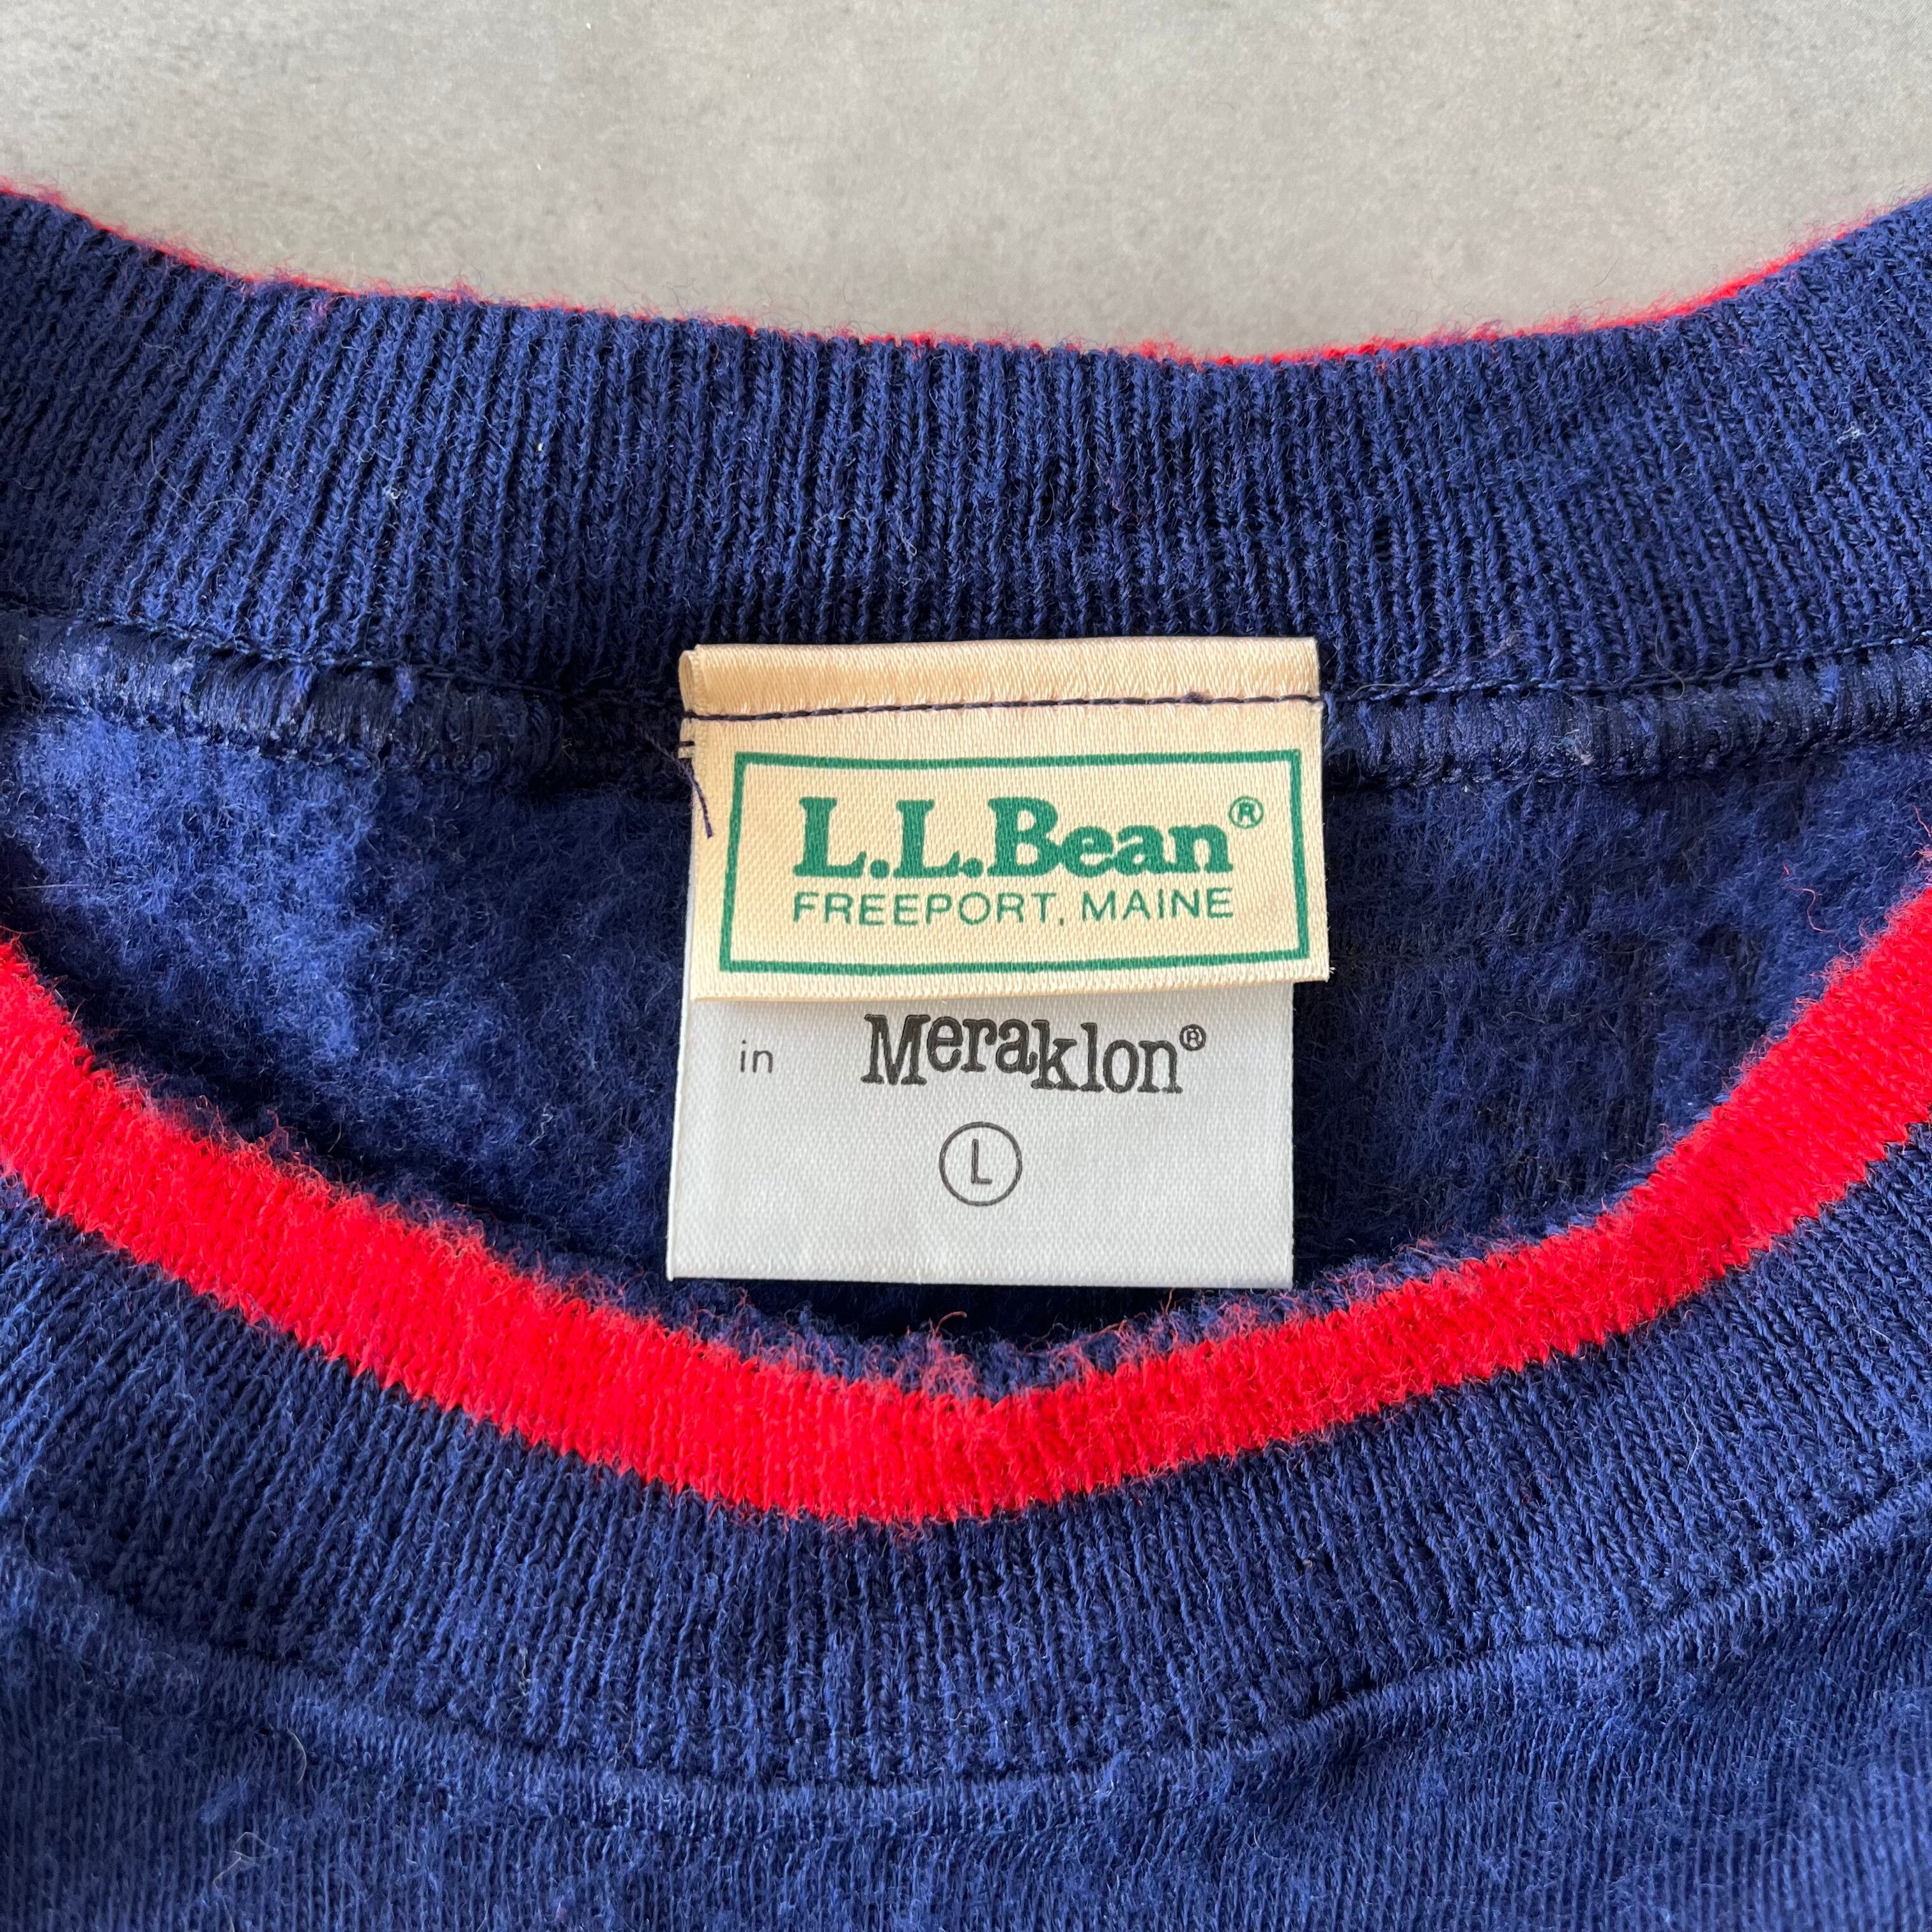 L.L.Bean®
FREEPORT, MAINE
in Meraklon®
L